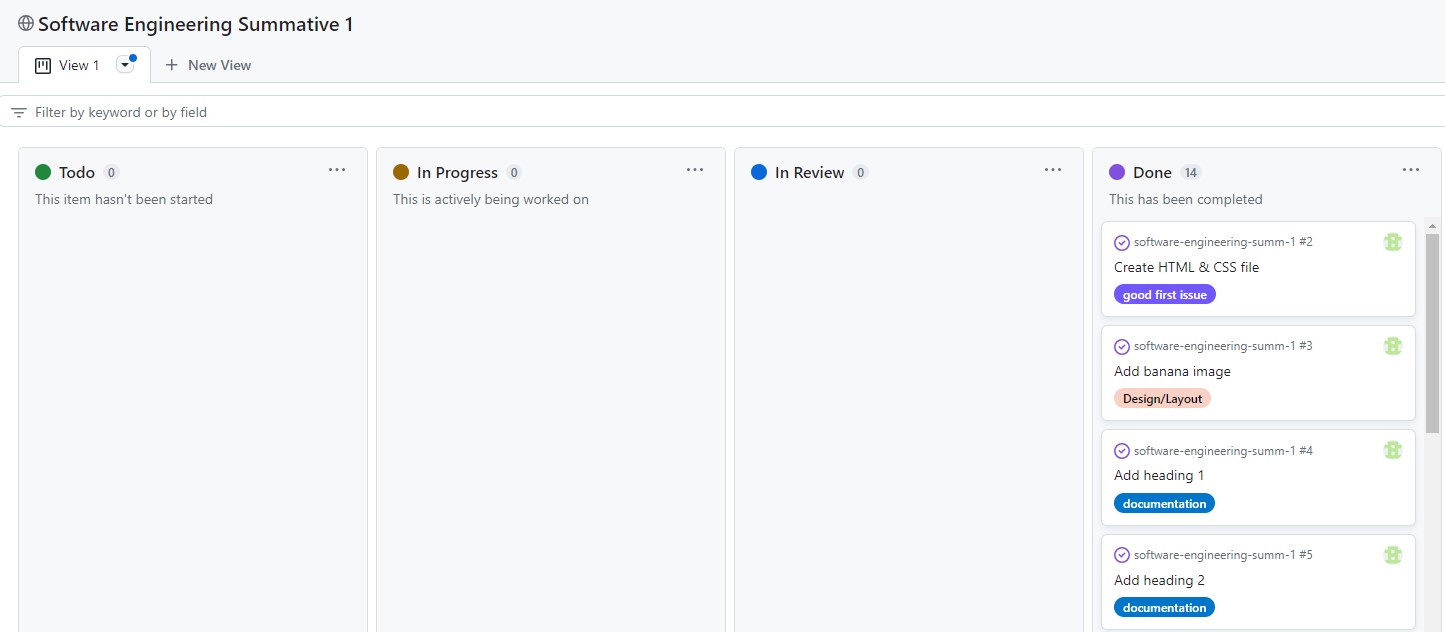 Software Engineering Summative 1
View 1
New View
Filter by keyword or by field
Todo 0
This item hasn't been started
In Progress 0
This is actively being worked on
In Review 0
Done 14
This has been completed
software-engineering-summ-1 #2
Create HTML & CSS file
good first issue
software-engineering-summ-1 #3
Add banana image
Design/Layout
software-engineering-summ-1 #4
Add heading 1
documentation
software-engineering-summ-1 #5
Add heading 2
documentation